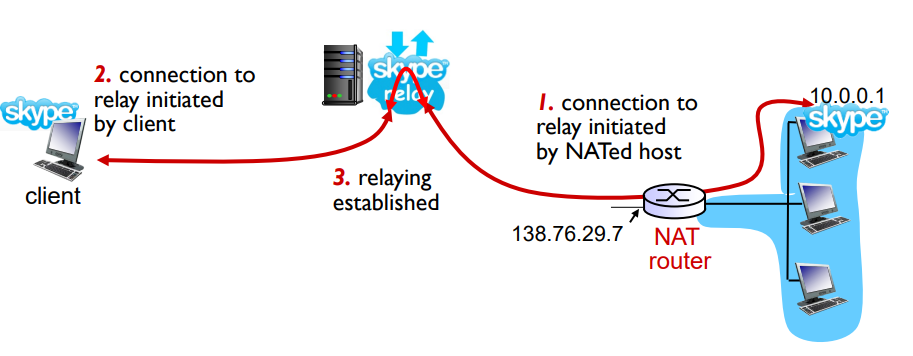 2. connection to
relay initiated
by client
skype
client
skype
relay
3. relaying
established
1. connection to
relay initiated
by NATed host
10.0.0.1
skype
138.76.29.7
NAT
router